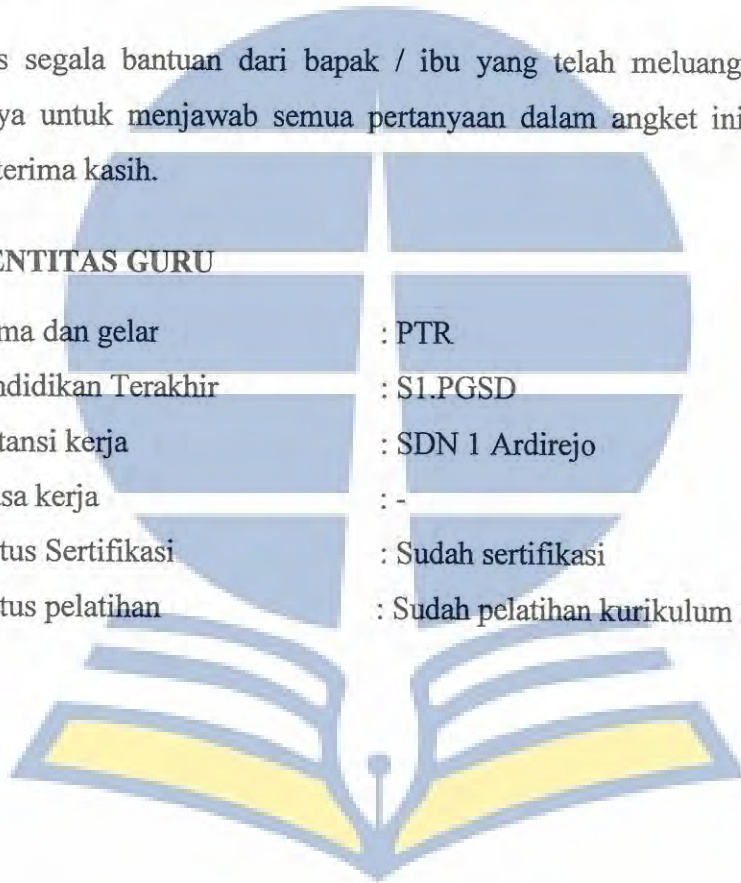 s segala bantuan dari bapak / ibu yang telah meluang
ya untuk menjawab semua pertanyaan dalam angket ini
terima kasih.
ENTITAS GURU
ma dan gelar : PTR
ndidikan Terakhir : S1.PGSD
tansi kerja : SDN 1 Ardirejo
sa kerja : -
tus Sertifikasi : Sudah sertifikasi
tus pelatihan : Sudah pelatihan kurikulum